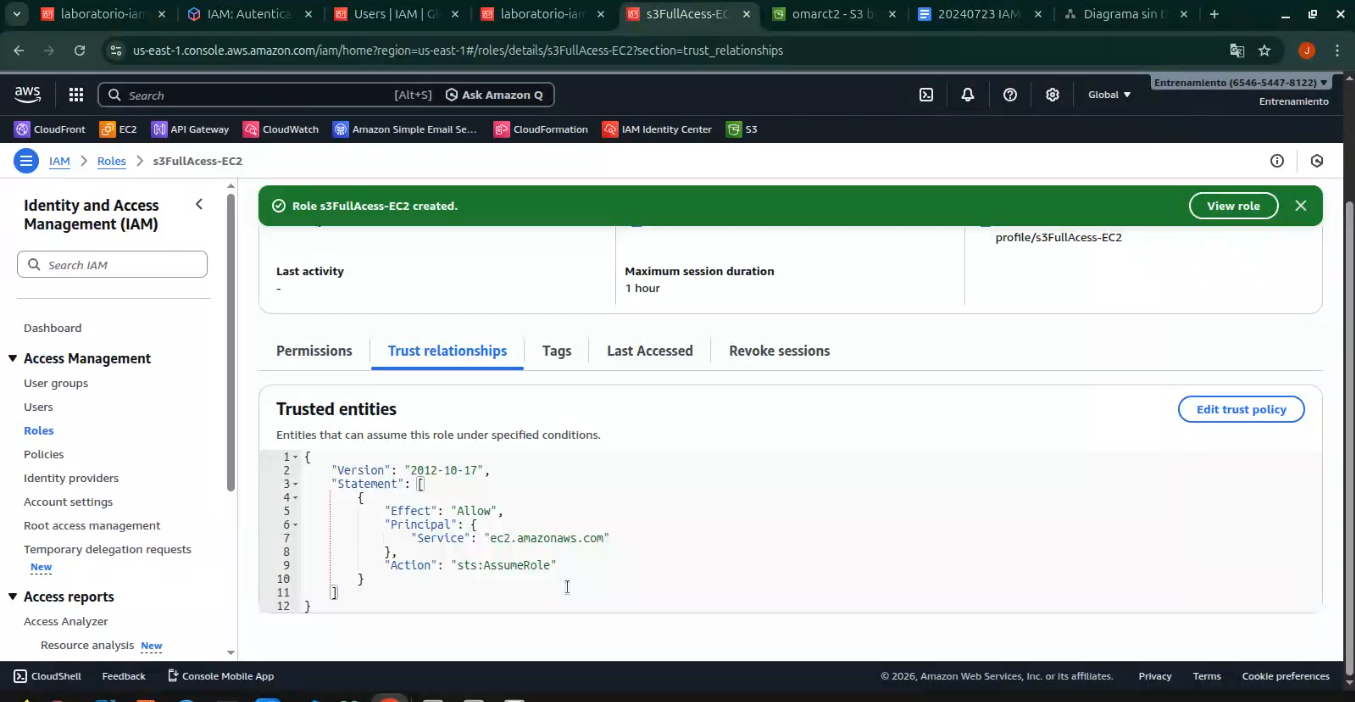 laboratorio-iam
IAM: Autentica
Users | IAM | Gl
laboratorio-iam
s3FullAcess-EC
omarct2 - S3 b
20240723 IAM
Diagrama sin t
us-east-1.console.aws.amazon.com/iam/home?region=us-east-1#/roles/details/s3FullAcess-EC2?section=trust_relationships
J
aws
Search
[Alt+S]
Ask Amazon Q
Global
Entrenamiento (6546-5447-8122)
Entrenamiento
CloudFront
EC2
API Gateway
CloudWatch
Amazon Simple Email Se...
CloudFormation
IAM Identity Center
S3
IAM
Roles
s3FullAcess-EC2
Identity and Access
Management (IAM)
Search IAM
Dashboard
Access Management
User groups
Users
Roles
Policies
Identity providers
Account settings
Root access management
Temporary delegation requests
New
Access reports
Access Analyzer
Resource analysis New
Role s3FullAcess-EC2 created.
View role
profile/s3FullAcess-EC2
Last activity
-
Maximum session duration
1 hour
Permissions
Trust relationships
Tags
Last Accessed
Revoke sessions
Trusted entities
Edit trust policy
Entities that can assume this role under specified conditions.
1 {
2 "Version": "2012-10-17",
3 "Statement": [
4 {
5 "Effect": "Allow",
6 "Principal": {
7 "Service": "ec2.amazonaws.com"
8 },
9 "Action": "sts:AssumeRole"
10 }
11 ]
12 }
CloudShell
Feedback
Console Mobile App
© 2026, Amazon Web Services, Inc. or its affiliates.
Privacy
Terms
Cookie preferences